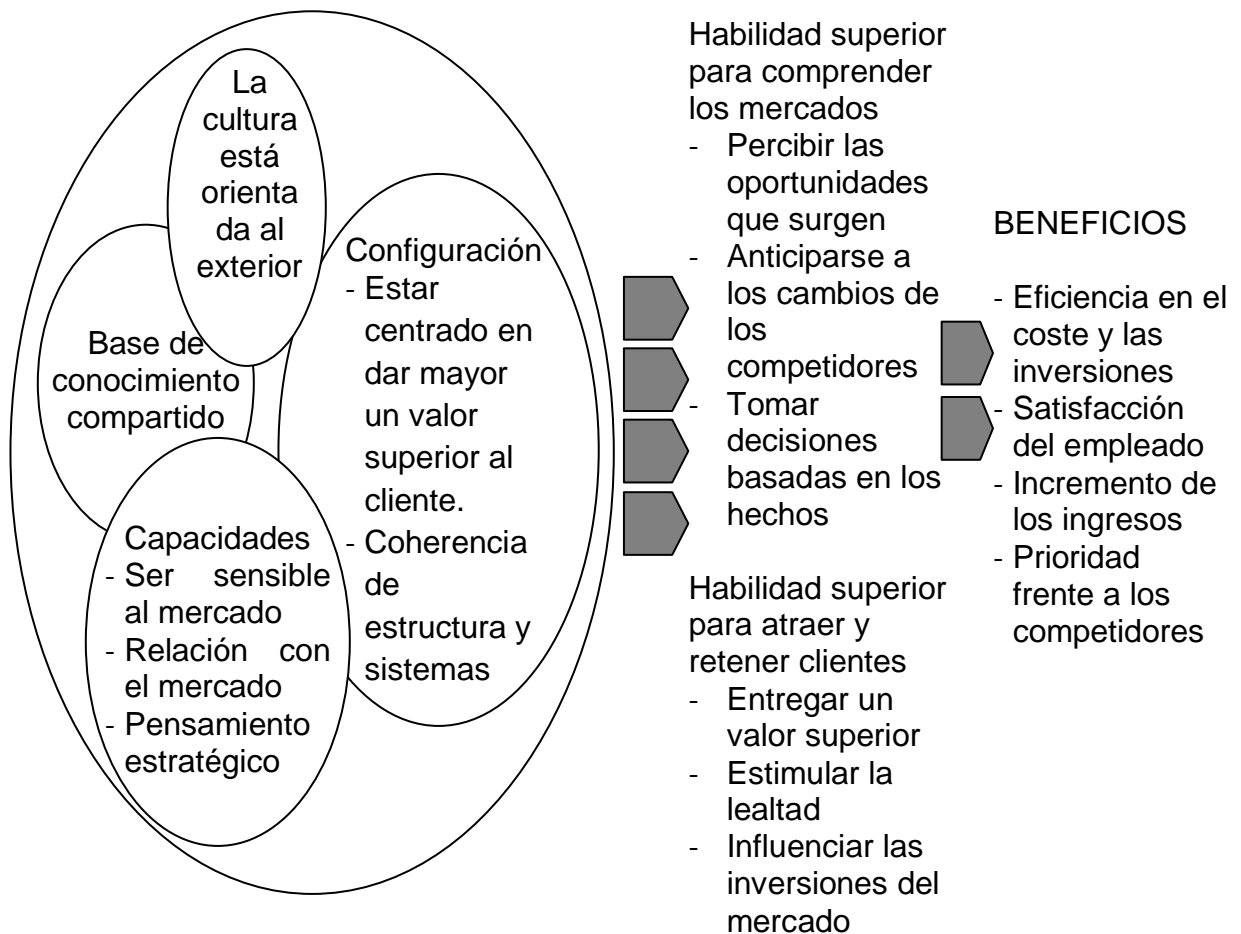 La
cultura
está
orienta
da al
exterior
Base de
conocimiento
compartido
Capacidades
- Ser sensible
al mercado
- Relación con
el mercado
- Pensamiento
estratégico
Configuración
- Estar
centrado en
dar mayor
un valor
superior al
cliente.
- Coherencia
de
estructura y
sistemas
Habilidad superior
para comprender
los mercados
- Percibir las
oportunidades
que surgen
- Anticiparse a
los cambios de
los
competidores
- Tomar
decisiones
basadas en los
hechos
Habilidad superior
para atraer y
retener clientes
- Entregar un
valor superior
- Estimular la
lealtad
- Influenciar las
inversiones del
mercado
BENEFICIOS
- Eficiencia en el
coste y las
inversiones
- Satisfacción
del empleado
- Incremento de
los ingresos
- Prioridad
frente a los
competidores